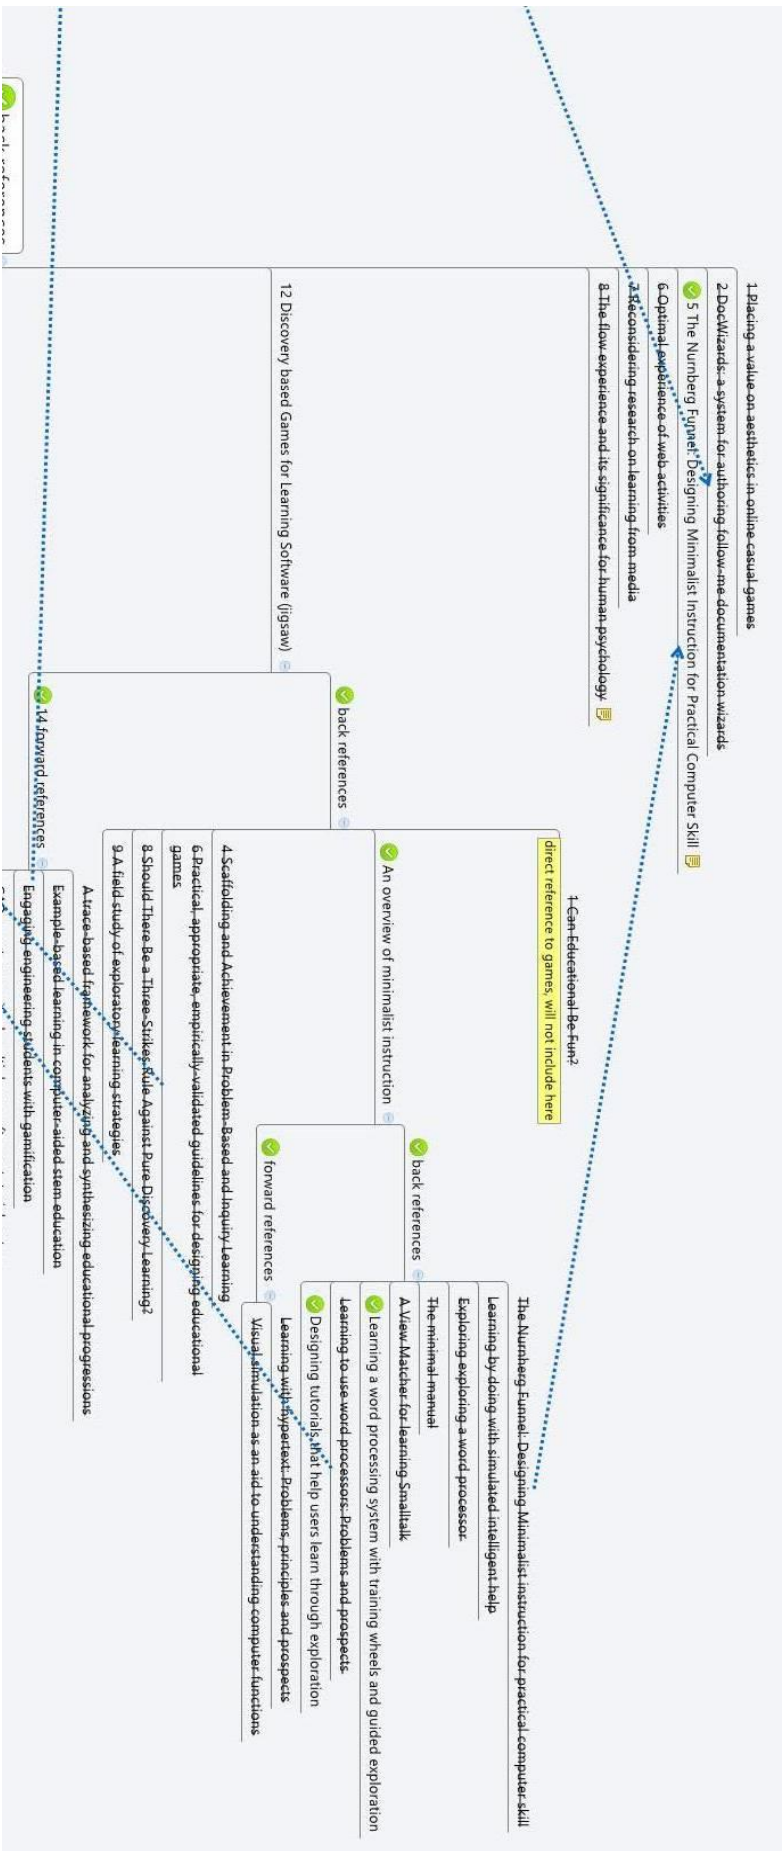 1 Placing a value on aesthetics in online casual games
2 DocWizards: a system for authoring follow-me documentation wizards
5 The Nurnberg Funnel: Designing Minimalist Instruction for Practical Computer Skill
6 Optimal experience of web activities
7 Reconsidering research on learning from media
8 The flow experience and its significance for human psychology
back references
12 Discovery based Games for Learning Software (jigsaw)
back references
1 Can Educational Be Fun?
direct reference to games, will not include here
An overview of minimalist instruction
back references
The Nurnberg Funnel: Designing Minimalist instruction for practical computer skill
Learning by doing with simulated intelligent help
Exploring exploring a word processor
The minimal manual
A View Matcher for learning Smalltalk
Learning a word processing system with training wheels and guided exploration
Learning to use word processors: Problems and prospects
forward references
Designing tutorials that help users learn through exploration
Learning with hypertext: Problems, principles and prospects
Visual simulation as an aid to understanding computer functions
4 Scaffolding and Achievement in Problem-Based and Inquiry Learning
6 Practical, appropriate, empirically-validated guidelines for designing educational
games
8 Should There Be a Three-Strikes Rule Against Pure Discovery Learning?
9 A field study of exploratory learning strategies
14 forward references
A trace-based framework for analyzing and synthesizing educational progressions
Example-based learning in computer-aided stem education
Engaging engineering students with gamification